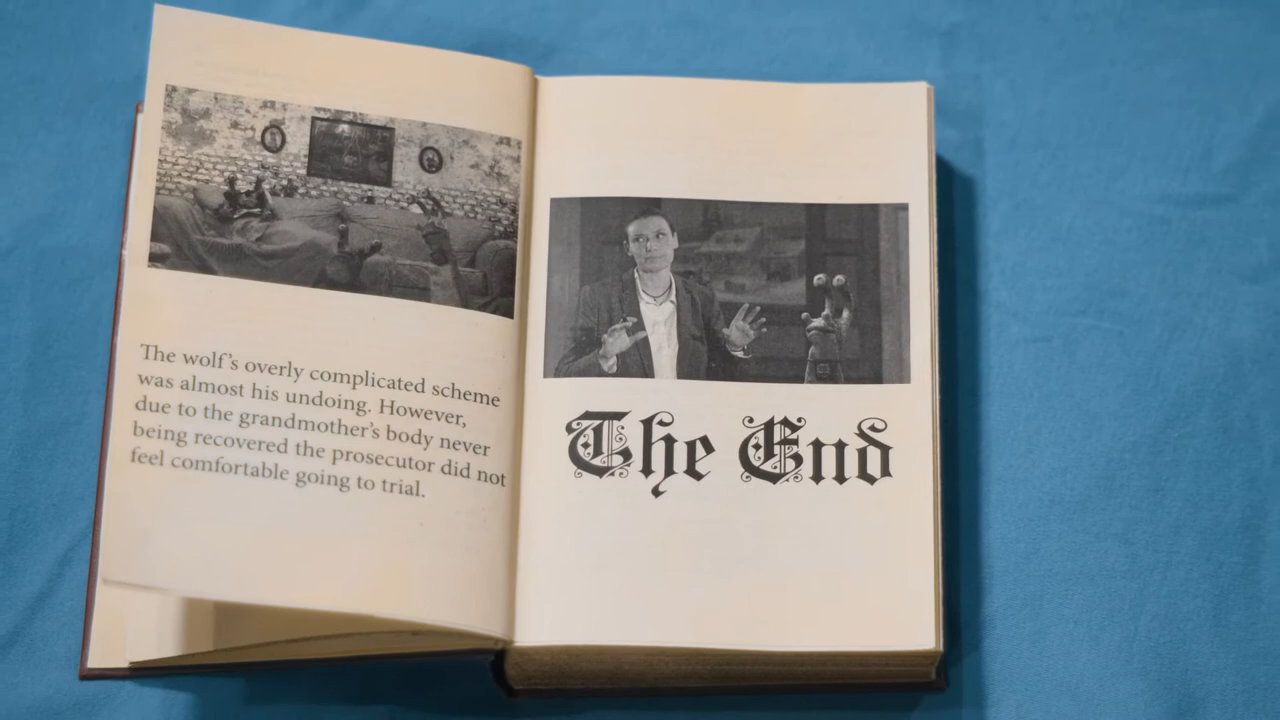 The wolf's overly complicated scheme
was almost his undoing. However,
due to the grandmother's body never
being recovered the prosecutor did not
feel comfortable going to trial.
The End